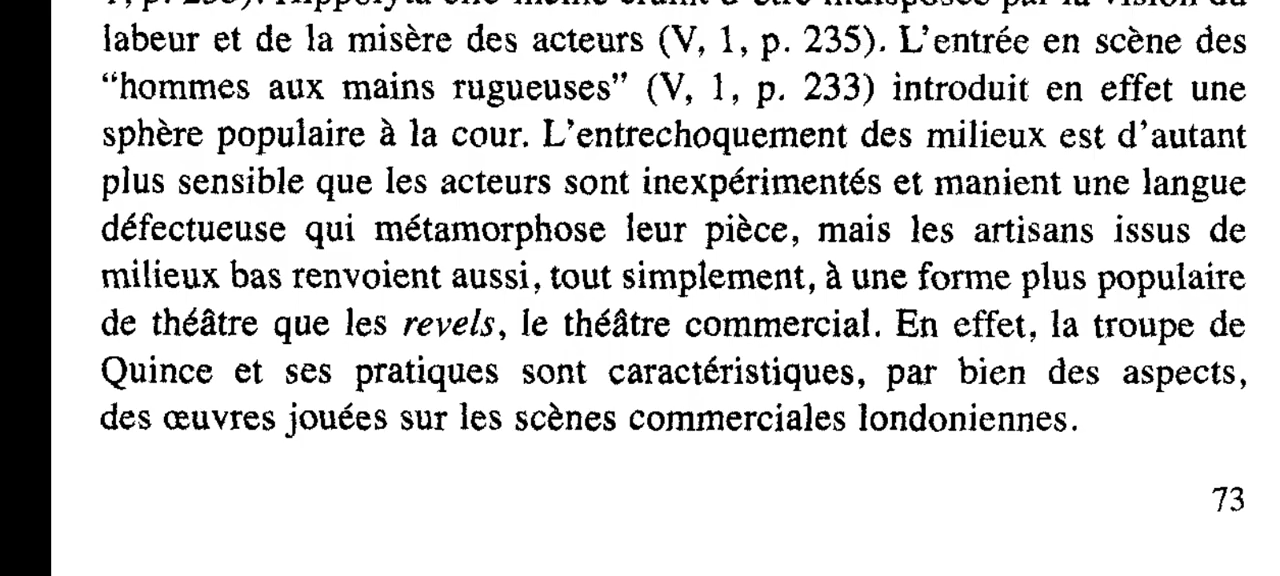 labeur et de la misère des acteurs (V, 1, p. 235). L'entrée en scène des
“hommes aux mains rugueuses” (V, 1, p. 233) introduit en effet une
sphère populaire à la cour. L'entrechoquement des milieux est d'autant
plus sensible que les acteurs sont inexpérimentés et manient une langue
défectueuse qui métamorphose leur pièce, mais les artisans issus de
milieux bas renvoient aussi, tout simplement, à une forme plus populaire
de théâtre que les revels, le théâtre commercial. En effet, la troupe de
Quince et ses pratiques sont caractéristiques, par bien des aspects,
des œuvres jouées sur les scènes commerciales londoniennes.
73